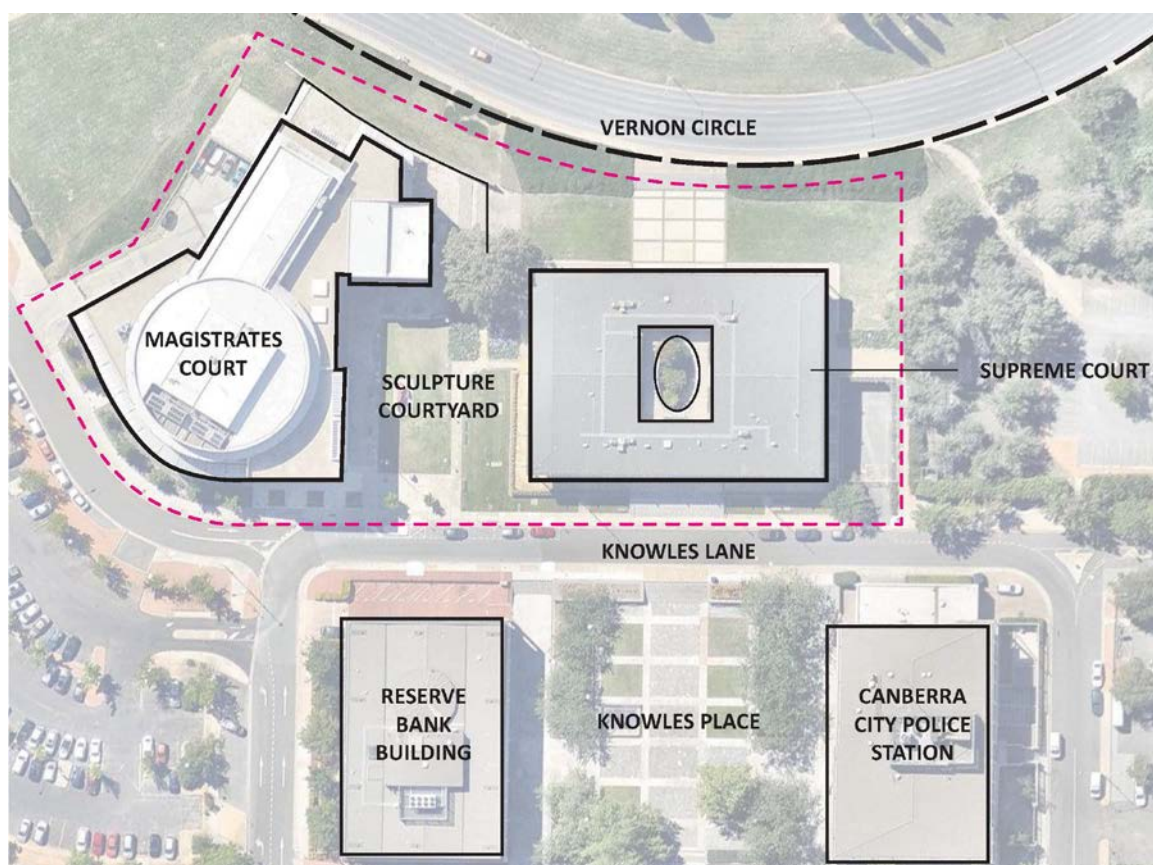 VERNON CIRCLE
MAGISTRATES
COURT
SCULPTURE
COURTYARD
SUPREME COURT
KNOWLES LANE
RESERVE
BANK
BUILDING
KNOWLES PLACE
CANBERRA
CITY POLICE
STATION